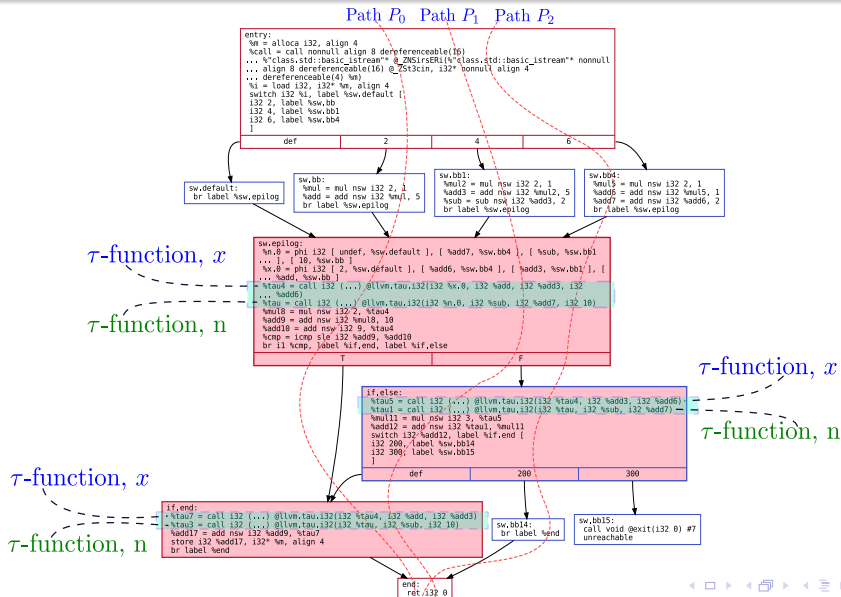 Path P0 Path P1 Path P2
entry:
%m = alloca i32, align 4
%call = call nonnull align 8 dereferenceable(16)
... %"class.std::basic_istream"* @_ZNSirsERi(%"class.std::basic_istream"* nonnull
... align 8 dereferenceable(16) @_ZSt3cin, i32* nonnull align 4
... dereferenceable(4) %m)
%i = load i32, i32* %m, align 4
switch i32 %i, label %sw.default [
i32 2, label %sw.bb
i32 4, label %sw.bb1
i32 6, label %sw.bb4
]
def 2 4 6
sw.default:
br label %sw.epilog
sw.bb:
%mul = mul nsw i32 2, 1
%add = add nsw i32 %mul, 5
br label %sw.epilog
sw.bb1:
%mul2 = mul nsw i32 2, 1
%add3 = add nsw i32 %mul2, 5
%sub = sub nsw i32 %add3, 2
br label %sw.epilog
sw.bb4:
%mul5 = mul nsw i32 2, 1
%add6 = add nsw i32 %mul5, 1
%add7 = add nsw i32 %add6, 2
br label %sw.epilog
τ-function, x
τ-function, n
sw.epilog:
%n.0 = phi i32 [ undef, %sw.default ], [ %add7, %sw.bb4 ], [ %sub, %sw.bb1
... ], [ 10, %sw.bb ]
%x.0 = phi i32 [ 2, %sw.default ], [ %add6, %sw.bb4 ], [ %add3, %sw.bb1 ], [
... %add, %sw.bb ]
%tau4 = call i32 (...) @llvm.tau.i32(i32 %x.0, i32 %add, i32 %add3, i32
... %add6)
%tau = call i32 (...) @llvm.tau.i32(i32 %n.0, i32 %sub, i32 %add7, i32 10)
%mul8 = mul nsw i32 2, %tau4
%add9 = add nsw i32 %mul8, 10
%add10 = add nsw i32 9, %tau4
%cmp = icmp sle i32 %add9, %add10
br i1 %cmp, label %if.end, label %if.else
T F
if.else:
%tau5 = call i32 (...) @llvm.tau.i32(i32 %tau4, i32 %add3, i32 %add6)
%tau1 = call i32 (...) @llvm.tau.i32(i32 %tau, i32 %sub, i32 %add7)
%mul11 = mul nsw i32 3, %tau5
%add12 = add nsw i32 %tau1, %mul11
switch i32 %add12, label %if.end [
i32 200, label %sw.bb14
i32 300, label %sw.bb15
]
def 200 300
τ-function, x
τ-function, n
τ-function, x
τ-function, n
if.end:
%tau7 = call i32 (...) @llvm.tau.i32(i32 %tau4, i32 %add, i32 %add3)
%tau3 = call i32 (...) @llvm.tau.i32(i32 %tau, i32 %sub, i32 10)
%add17 = add nsw i32 %add9, %tau7
store i32 %add17, i32* %m, align 4
br label %end
sw.bb14:
br label %end
sw.bb15:
call void @exit(i32 0) #7
unreachable
end:
ret i32 0